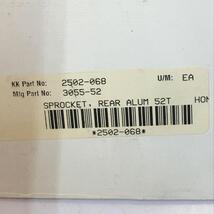 KK Part No: 2502-068 U/M: EA
Mfg Part No: 3055-52
SPROCKET, REAR ALUM 52T HON
*2502-068*